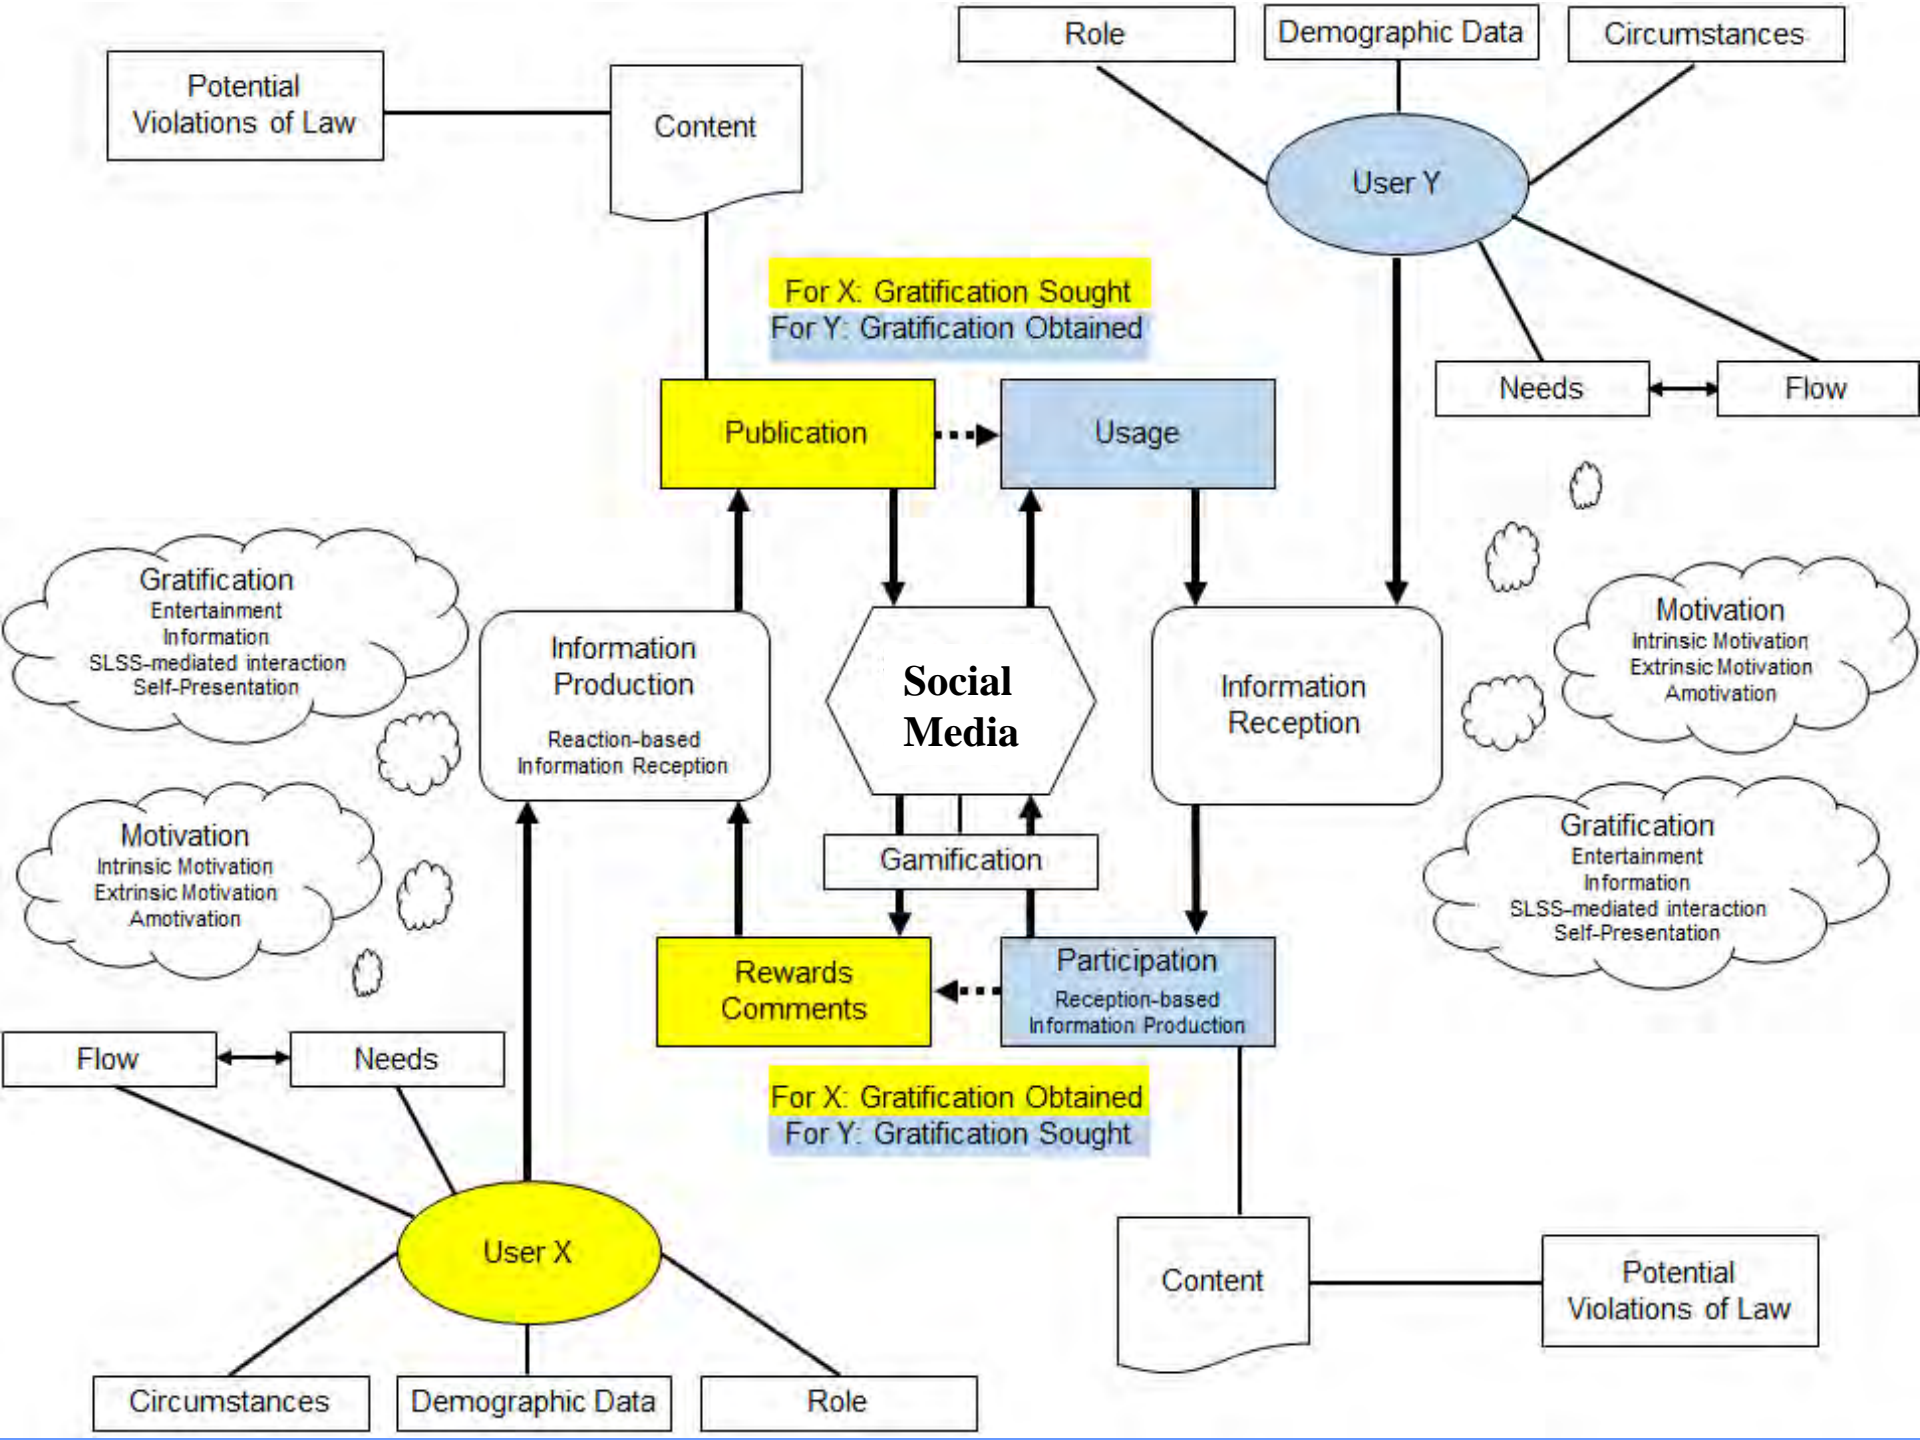 Role
Demographic Data
Circumstances
Potential
Violations of Law
Content
User Y
For X: Gratification Sought
For Y: Gratification Obtained
Needs
Flow
Publication
Usage
Gratification
Entertainment
Information
SLSS-mediated interaction
Self-Presentation
Information
Production
Reaction-based
Information Reception
Social
Media
Information
Reception
Motivation
Intrinsic Motivation
Extrinsic Motivation
Amotivation
Motivation
Intrinsic Motivation
Extrinsic Motivation
Amotivation
Gamification
Gratification
Entertainment
Information
SLSS-mediated interaction
Self-Presentation
Rewards
Comments
Participation
Reception-based
Information Production
Flow
Needs
For X: Gratification Obtained
For Y: Gratification Sought
User X
Content
Potential
Violations of Law
Circumstances
Demographic Data
Role